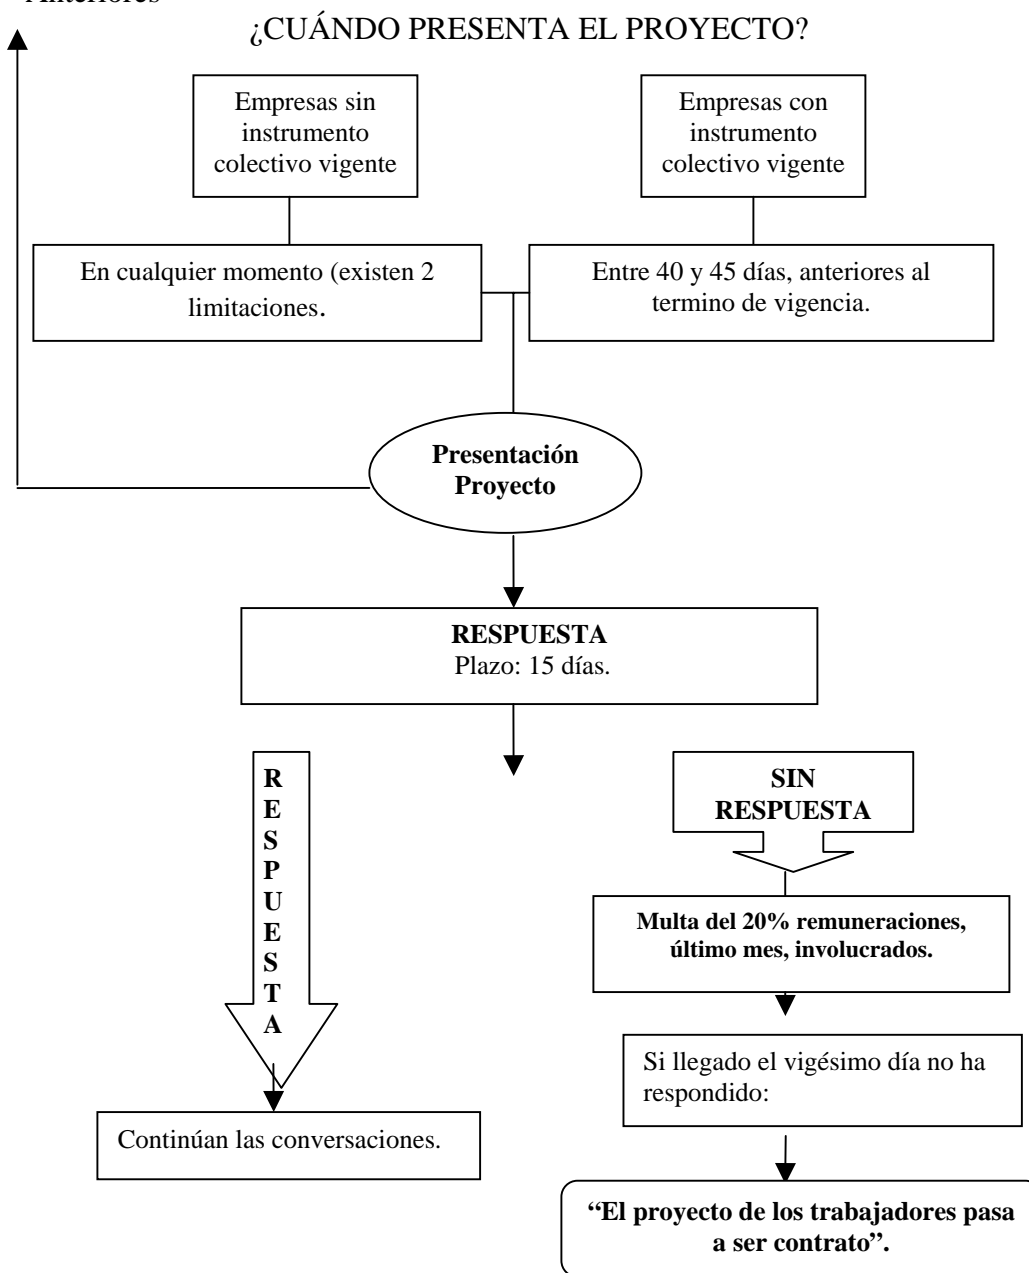 Anteriores
¿CUÁNDO PRESENTA EL PROYECTO?
Empresas sin
instrumento
colectivo vigente
Empresas con
instrumento
colectivo vigente
En cualquier momento (existen 2
limitaciones.
Entre 40 y 45 días, anteriores al
termino de vigencia.
Presentación
Proyecto
RESPUESTA
Plazo: 15 días.
R
E
S
P
U
E
S
T
A
SIN
RESPUESTA
Multa del 20% remuneraciones,
último mes, involucrados.
Si llegado el vigésimo día no ha
respondido:
Continúan las conversaciones.
“El proyecto de los trabajadores pasa
a ser contrato”.